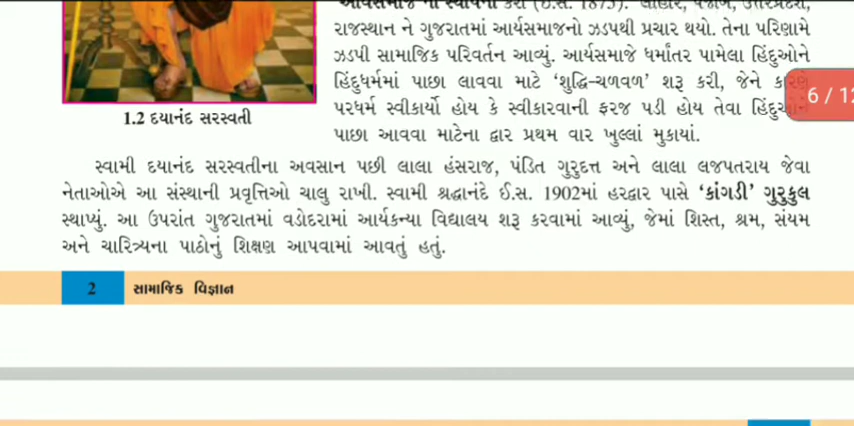 રાજસ્થાન ને ગુજરાતમાં આર્યસમાજનો ઝડપથી પ્રચાર થયો. તેના પરિણામે
ઝડપી સામાજિક પરિવર્તન આવ્યું. આર્યસમાજે ધર્માંતર પામેલા હિંદુઓને
હિંદુધર્મમાં પાછા લાવવા માટે ‘શુદ્ધિ-ચળવળ’ શરૂ કરી, જેને
6 / 12
પરધર્મ સ્વીકાર્યો હોય કે સ્વીકારવાની ફરજ પડી હોય તેવા
1.2 દયાનંદ સરસ્વતી
પાછા આવવા માટેના દ્વાર પ્રથમ વાર ખુલ્લાં મુકાયાં.
સ્વામી દયાનંદ સરસ્વતીના અવસાન પછી લાલા હંસરાજ, પંડિત ગુરુદત્ત અને લાલા લજપતરાય જેવા
નેતાઓએ આ સંસ્થાની પ્રવૃત્તિઓ ચાલુ રાખી. સ્વામી શ્રદ્ધાનંદે ઈ.સ. 1902માં હરદ્વાર પાસે ‘કાંગડી’ ગુરુકુલ
સ્થાપ્યું. આ ઉપરાંત ગુજરાતમાં વડોદરામાં આર્યકન્યા વિદ્યાલય શરૂ કરવામાં આવ્યું, જેમાં શિસ્ત, શ્રમ, સંયમ
અને ચારિત્ર્યના પાઠોનું શિક્ષણ આપવામાં આવતું હતું.
2 સામાજિક વિજ્ઞાન